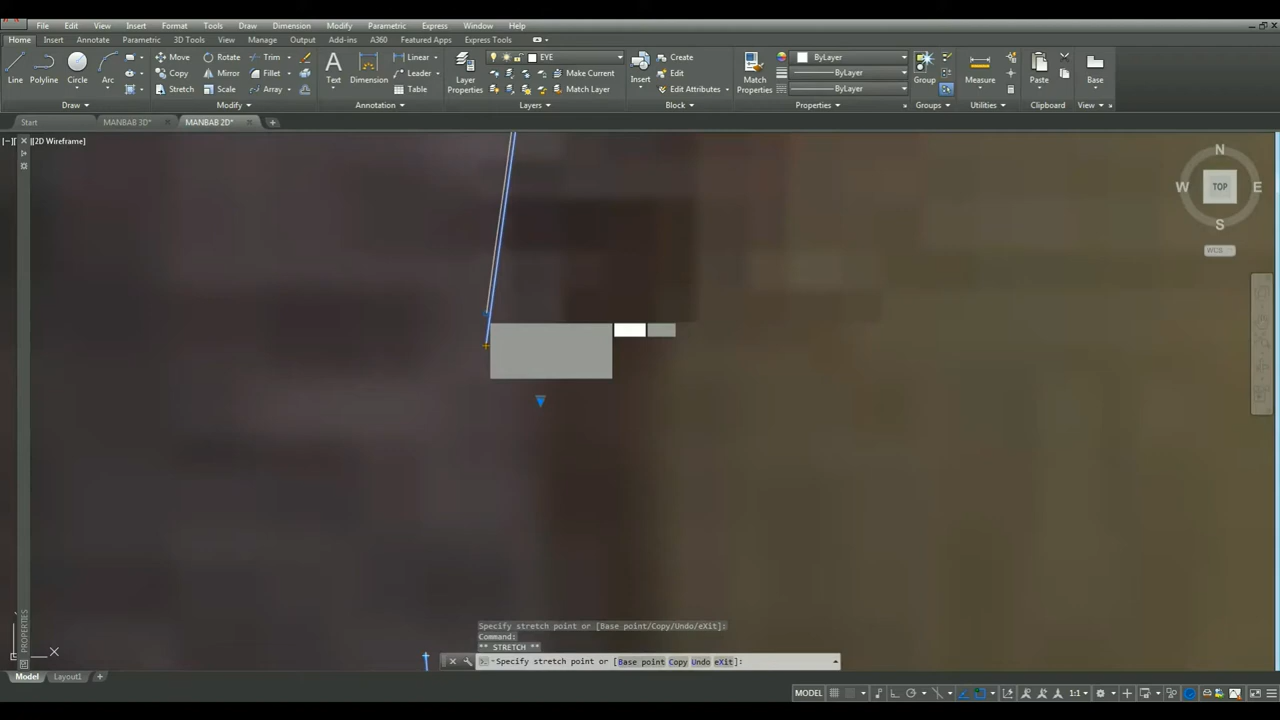 File Edit View Insert Format Tools Draw Dimension Modify Parametric Express Window Help
Home Insert Annotate Parametric 3D Tools View Manage Output Add-ins A360 Featured Apps Express Tools
Line Polyline Circle Arc
Move Rotate Trim
Copy Mirror Fillet
Stretch Scale Array
Text Dimension
Linear
Leader
Table
Layer Properties
EYE
Make Current
Match Layer
Insert
Create
Edit
Edit Attributes
Match Properties
ByLayer
ByLayer
ByLayer
Group
Measure
Paste
Base
Draw Modify Annotation Layers Block Properties Groups Utilities Clipboard View
Start MANBAB 3D* MANBAB 2D*
[−][ ][2D Wireframe]
N
W TOP E
S
WCS
PROPERTIES
Specify stretch point or [Base point/Copy/Undo/eXit]:
Command:
** STRETCH **
Specify stretch point or [Base point Copy Undo eXit]:
X
Model Layout1
MODEL 1:1